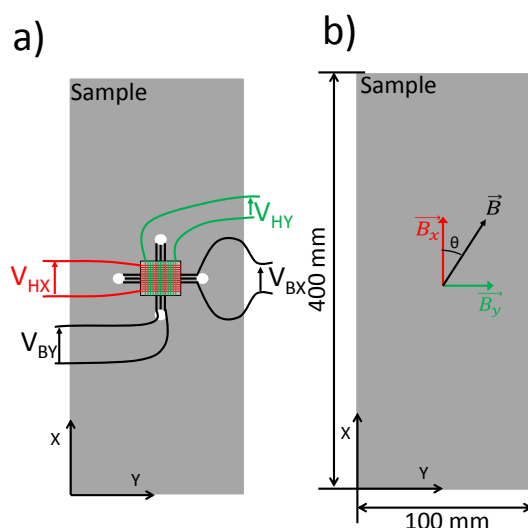 a)
Sample
V_HY
V_HX
V_BX
V_BY
X
Y
b)
Sample
400 mm
B_x
θ
B
B_y
X
Y
100 mm